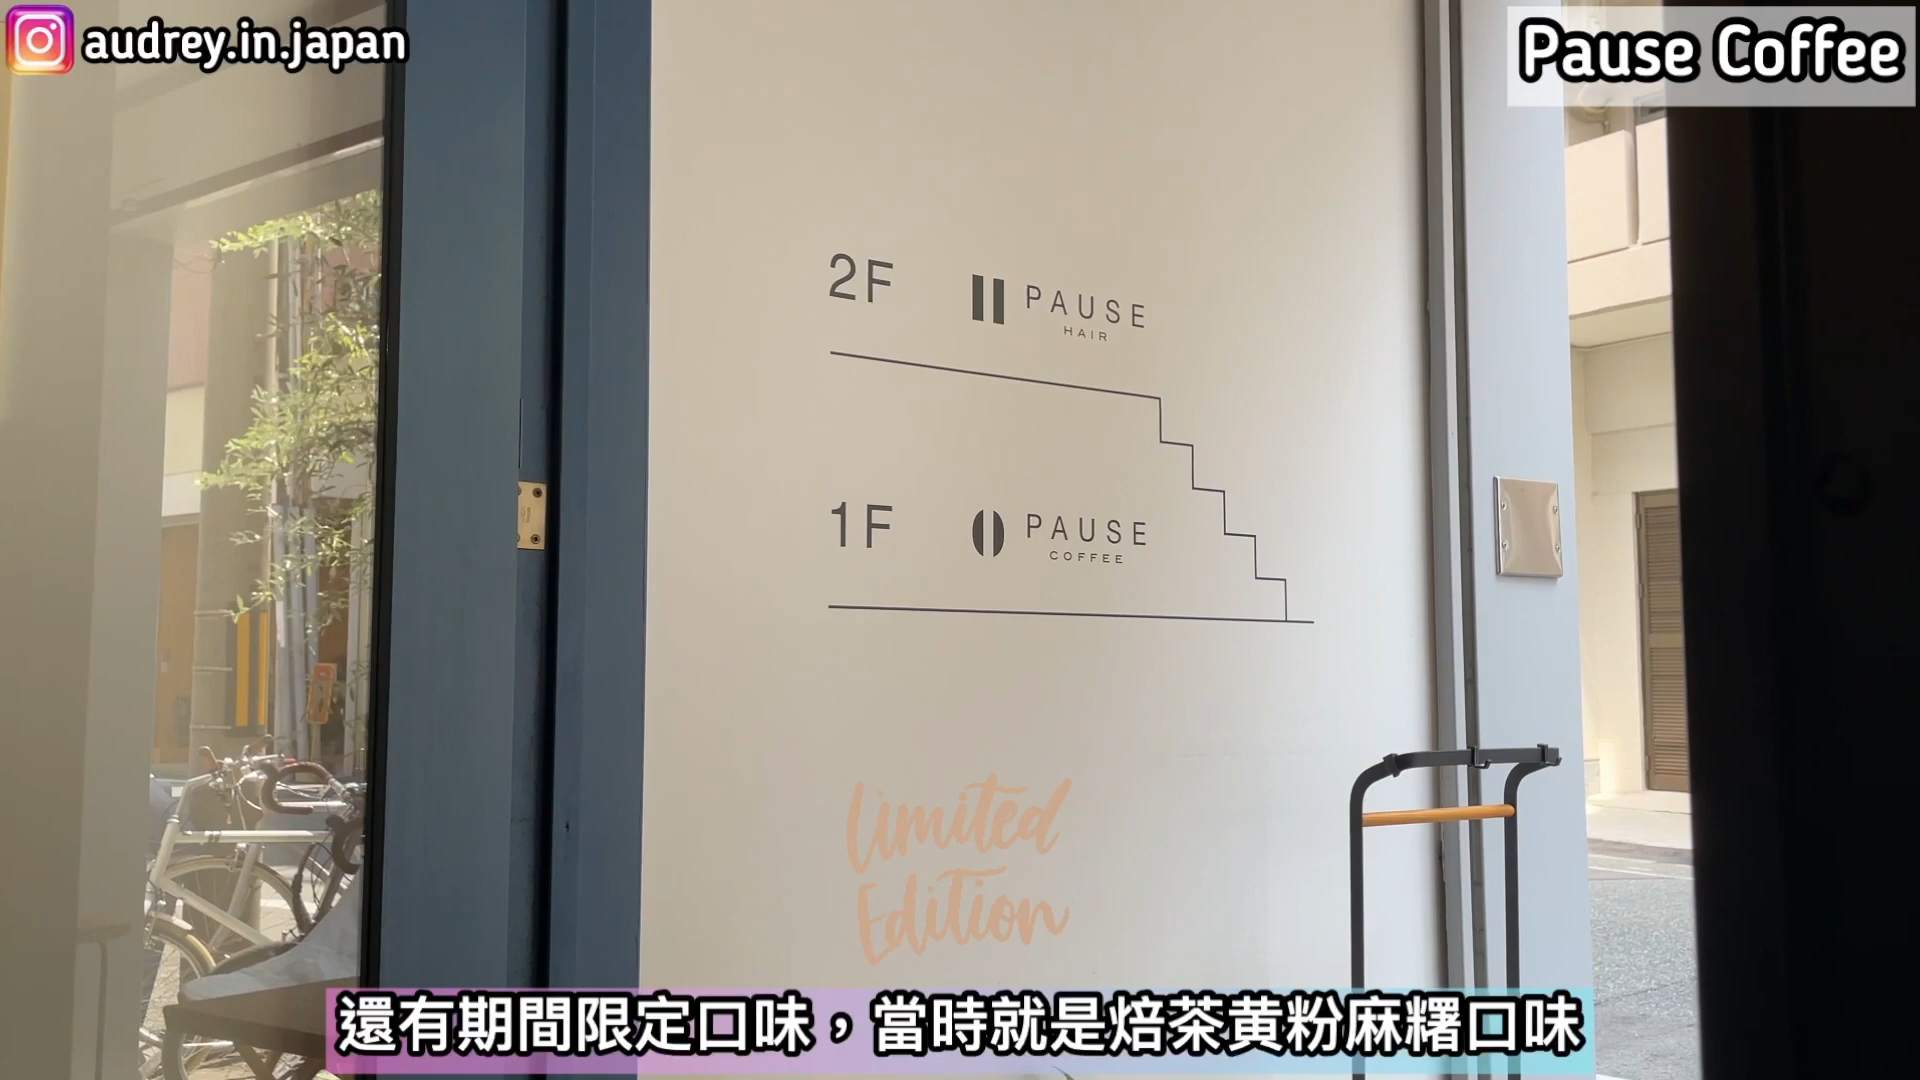 audrey.in.japan
Pause Coffee
2F PAUSE
HAIR
1F PAUSE
COFFEE
Limited
Edition
還有期間限定口味，當時就是焙茶黄粉麻糬口味